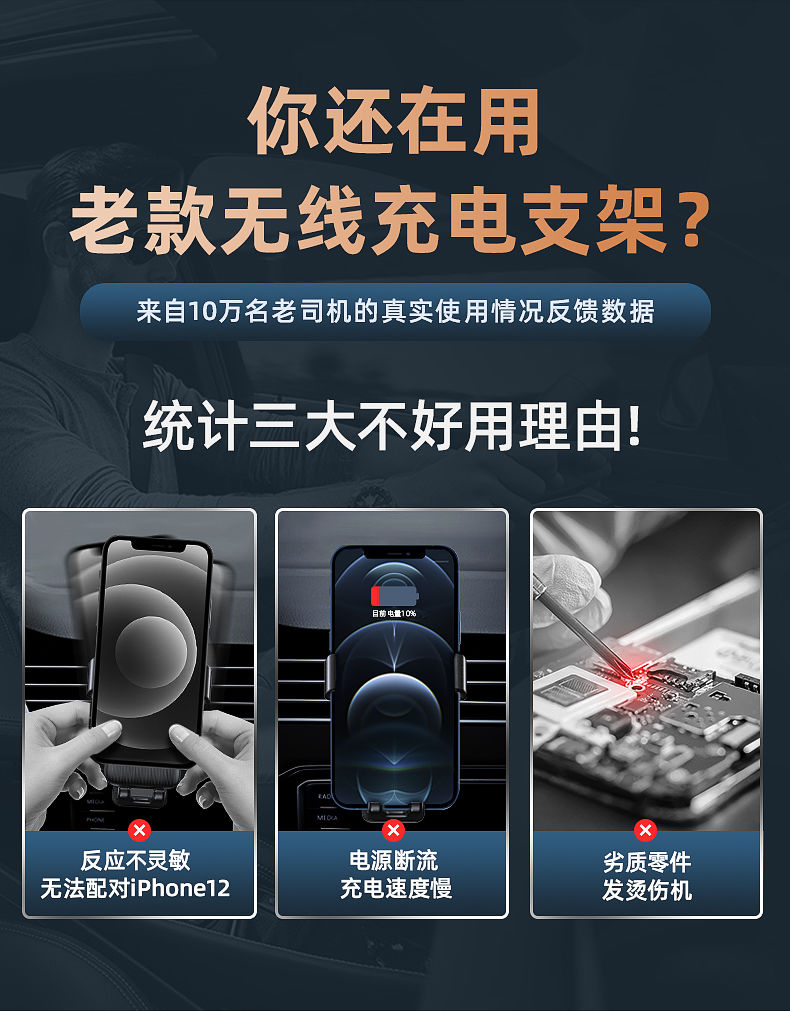 你还在用
老款无线充电支架？
来自10万名老司机的真实使用情况反馈数据
统计三大不好用理由!
目前电量10%
MEDIA
PHONE
RAD
MEDIA
反应不灵敏
无法配对iPhone12
电源断流
充电速度慢
劣质零件
发烫伤机